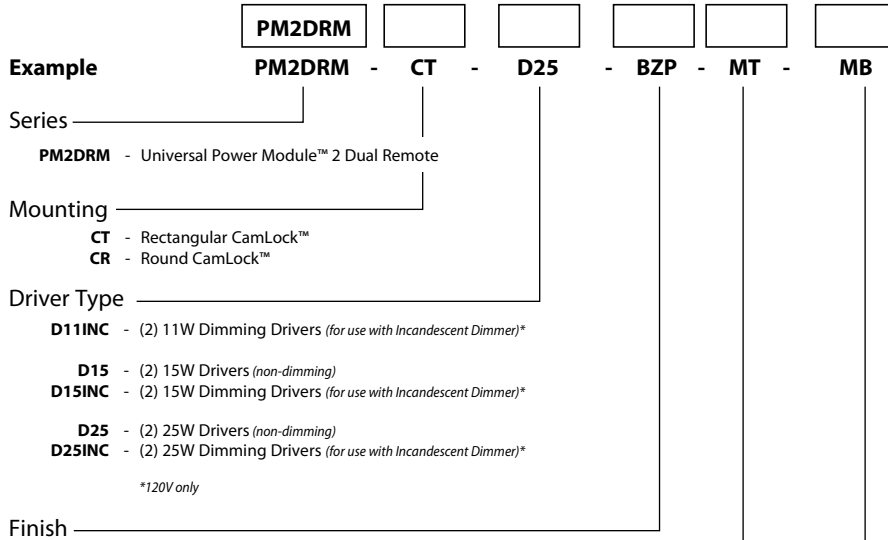 PM2DRM
Example PM2DRM - CT - D25 - BZP - MT - MB
Series
PM2DRM - Universal Power Module™ 2 Dual Remote
Mounting
CT - Rectangular CamLock™
CR - Round CamLock™
Driver Type
D11INC - (2) 11W Dimming Drivers (for use with Incandescent Dimmer)*
D15 - (2) 15W Drivers (non-dimming)
D15INC - (2) 15W Dimming Drivers (for use with Incandescent Dimmer)*
D25 - (2) 25W Drivers (non-dimming)
D25INC - (2) 25W Dimming Drivers (for use with Incandescent Dimmer)*
*120V only
Finish